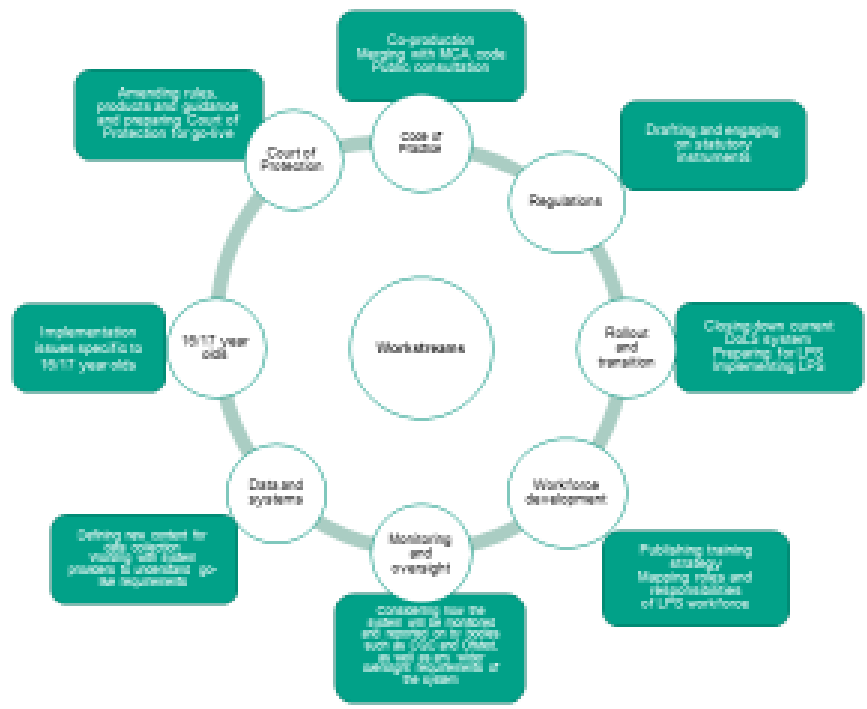 Co-production
Merging with MCA code
Public consultation
Code of
Practice
Drafting and engaging
on statutory
instruments
Regulations
Closing down current
DoLS system
Preparing for LPS
Implementing LPS
Rollout
and
transition
Publishing training
strategy
Mapping roles and
responsibilities
of LPS workforce
Workforce
development
Monitoring
and
oversight
Considering how the
system will be monitored
and reported on by bodies
such as CQC and Ofsted,
as well as any wider
oversight requirements of
the system
Data and
systems
Defining new content for
data collection
Working with system
providers to understand go-
live requirements
16/17 year
olds
Implementation
issues specific to
16/17 year-olds
Court of
Protection
Amending rules,
products and guidance
and preparing Court of
Protection for go-live
Workstreams